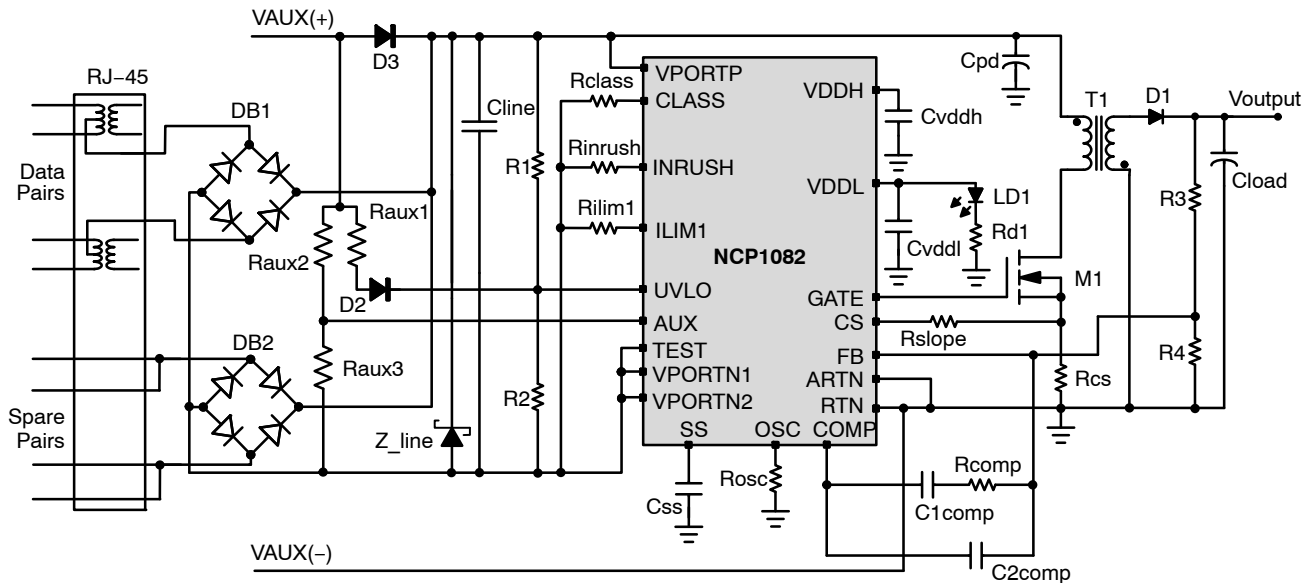 VAUX(+)
D3
RJ−45
DB1
Data
Pairs
Cline
R1
Raux1
Raux2
D2
DB2
Raux3
R2
Spare
Pairs
Z_line
Rclass
Rinrush
Rilim1
VPORTP
CLASS
INRUSH
ILIM1
NCP1082
UVLO
AUX
TEST
VPORTN1
VPORTN2
SS
OSC
COMP
VDDH
VDDL
GATE
CS
FB
ARTN
RTN
Cpd
Cvddh
LD1
Rd1
Cvddl
T1
D1
Voutput
R3
Cload
M1
Rslope
Rcs
R4
Css
Rosc
Rcomp
C1comp
C2comp
VAUX(−)